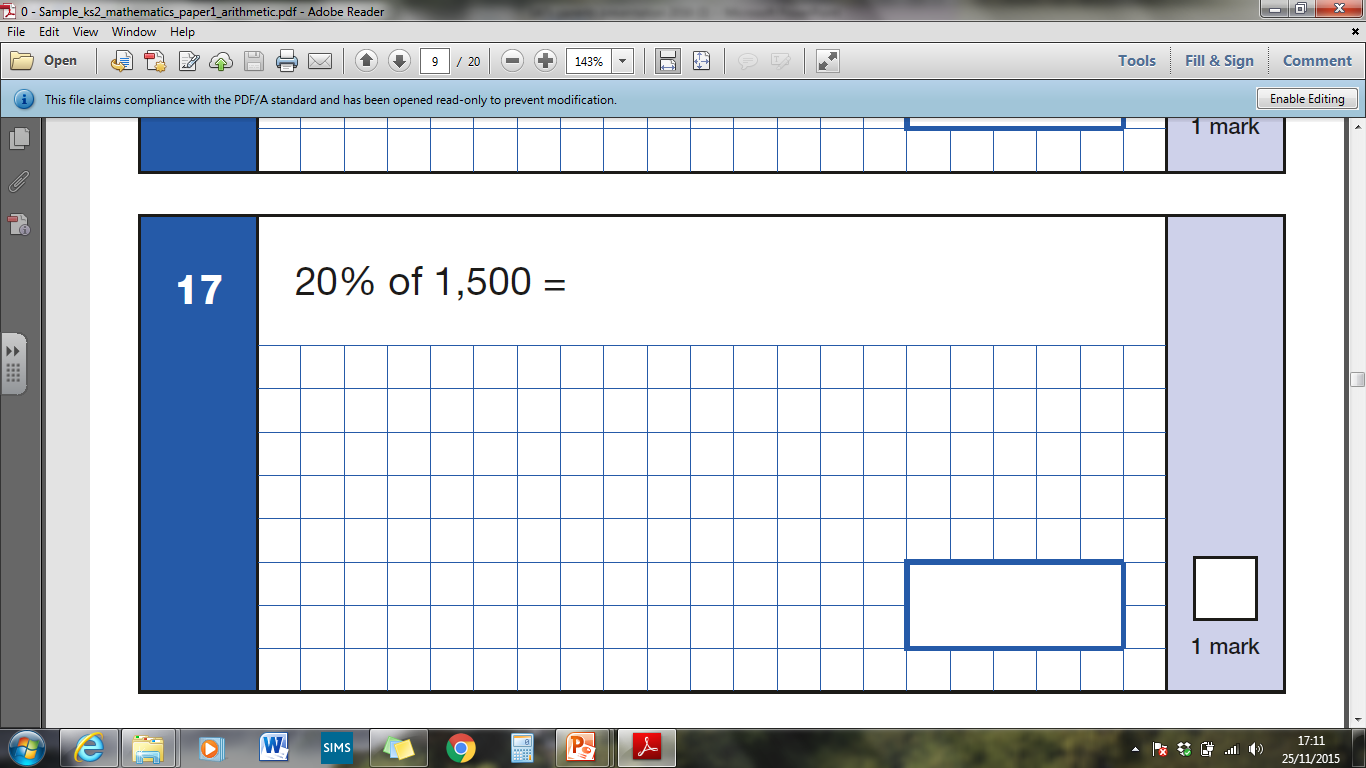 0 - Sample_ks2_mathematics_paper1_arithmetic.pdf - Adobe Reader
File Edit View Window Help
Open 9 / 20 143% Tools Fill & Sign Comment
This file claims compliance with the PDF/A standard and has been opened read-only to prevent modification. Enable Editing
1 mark
17
20% of 1,500 =
1 mark
SIMS
17:11
25/11/2015